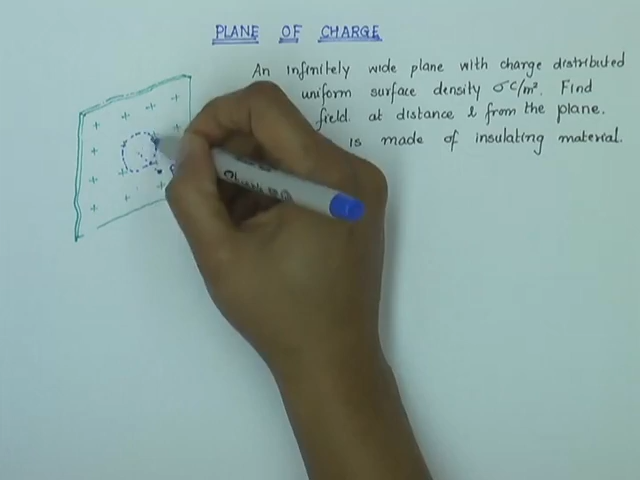 PLANE OF CHARGE
An infinitely wide plane with charge distributed
uniform surface density σ C/m². Find
field at distance r from the plane.
is made of insulating material.